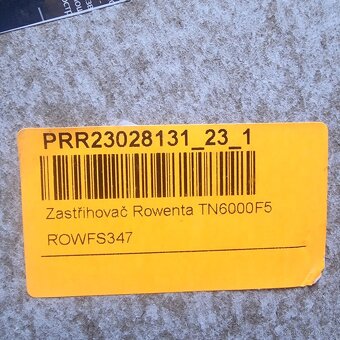 PRR23028131_23_1
Zastřihovač Rowenta TN6000F5
ROWFS347